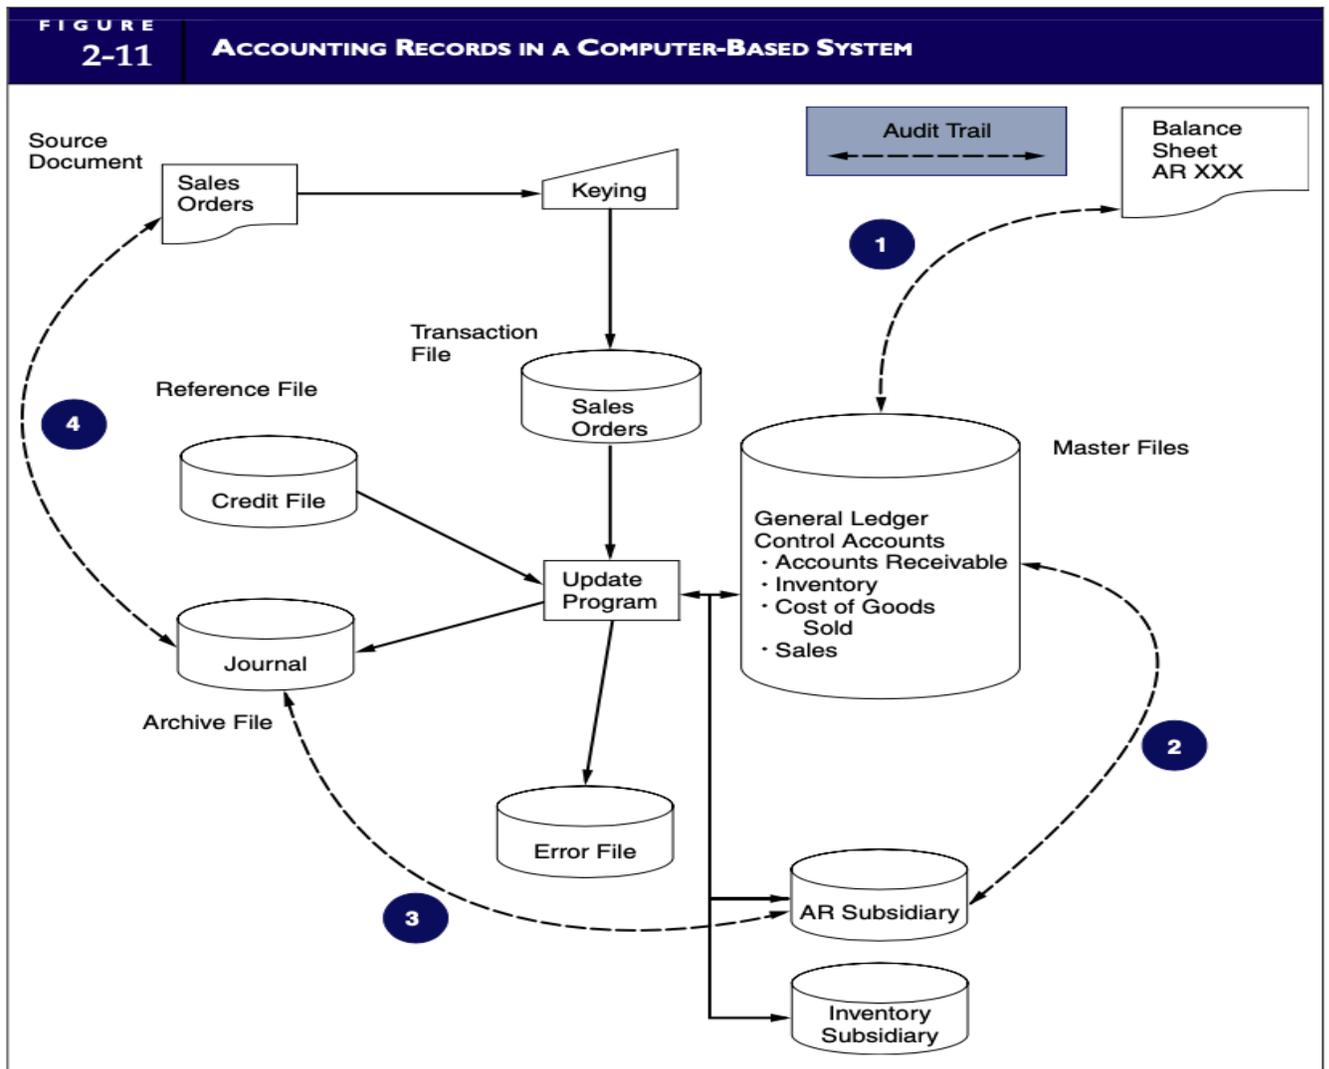 FIGURE
2-11
ACCOUNTING RECORDS IN A COMPUTER-BASED SYSTEM
Source
Document
Sales
Orders
Keying
Audit Trail
Balance
Sheet
AR XXX
1
Transaction
File
Sales
Orders
Reference File
4
Credit File
Master Files
General Ledger
Control Accounts
· Accounts Receivable
· Inventory
· Cost of Goods
Sold
· Sales
Update
Program
Journal
Archive File
2
Error File
3
AR Subsidiary
Inventory
Subsidiary